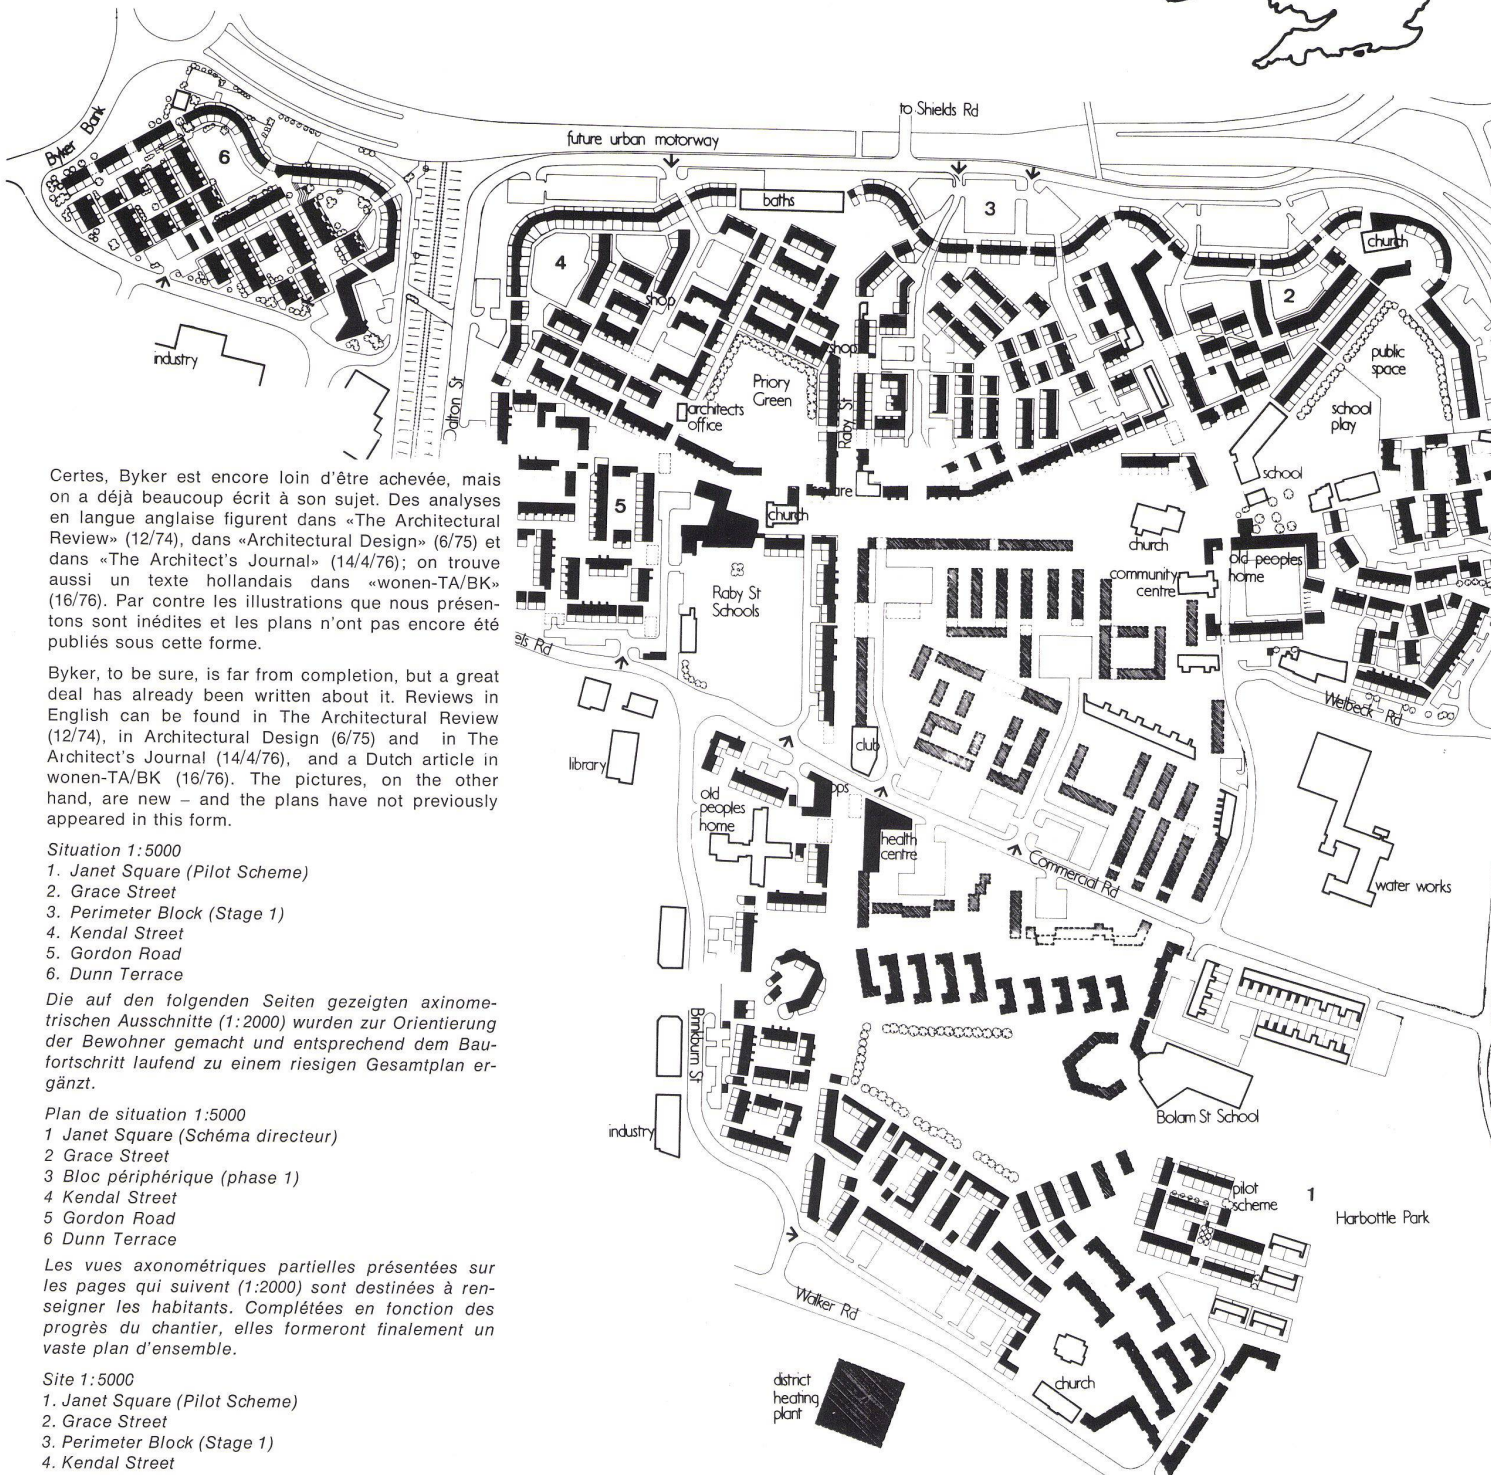 to Shields Rd
future urban motorway
Byker Bank
6
baths
3
church
4
2
shop
industry
public
space
shop
Priory
Green
Dalton St
architects
office
Raby St
school
play
school
square
5
church
church
old peoples
home
community
centre
Raby St
Schools
els Rd
Welbeck Rd
library
club
ops
old
peoples
home
health
centre
Commercial Rd
water works
Brinkburn St
Bolam St School
industry
pilot
scheme
1
Harbottle Park
Walker Rd
district
heating
plant
church
Certes, Byker est encore loin d'être achevée, mais
on a déjà beaucoup écrit à son sujet. Des analyses
en langue anglaise figurent dans «The Architectural
Review» (12/74), dans «Architectural Design» (6/75) et
dans «The Architect's Journal» (14/4/76); on trouve
aussi un texte hollandais dans «wonen-TA/BK»
(16/76). Par contre les illustrations que nous présen-
tons sont inédites et les plans n'ont pas encore été
publiés sous cette forme.
Byker, to be sure, is far from completion, but a great
deal has already been written about it. Reviews in
English can be found in The Architectural Review
(12/74), in Architectural Design (6/75) and in The
Architect's Journal (14/4/76), and a Dutch article in
wonen-TA/BK (16/76). The pictures, on the other
hand, are new – and the plans have not previously
appeared in this form.
Situation 1:5000
1. Janet Square (Pilot Scheme)
2. Grace Street
3. Perimeter Block (Stage 1)
4. Kendal Street
5. Gordon Road
6. Dunn Terrace
Die auf den folgenden Seiten gezeigten axinome-
trischen Ausschnitte (1:2000) wurden zur Orientierung
der Bewohner gemacht und entsprechend dem Bau-
fortschritt laufend zu einem riesigen Gesamtplan er-
gänzt.
Plan de situation 1:5000
1 Janet Square (Schéma directeur)
2 Grace Street
3 Bloc périphérique (phase 1)
4 Kendal Street
5 Gordon Road
6 Dunn Terrace
Les vues axonométriques partielles présentées sur
les pages qui suivent (1:2000) sont destinées à ren-
seigner les habitants. Complétées en fonction des
progrès du chantier, elles formeront finalement un
vaste plan d'ensemble.
Site 1:5000
1. Janet Square (Pilot Scheme)
2. Grace Street
3. Perimeter Block (Stage 1)
4. Kendal Street